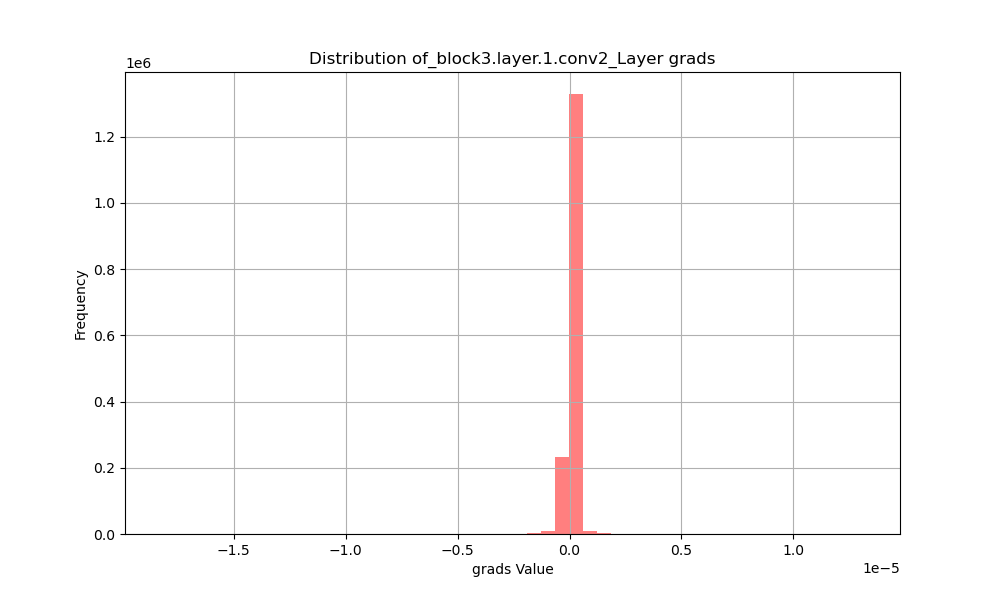 Distribution of_block3.layer.1.conv2_Layer grads
1e6
1.2
1.0
0.8
0.6
0.4
0.2
0.0
Frequency
−1.5 −1.0 −0.5 0.0 0.5 1.0
1e−5
grads Value